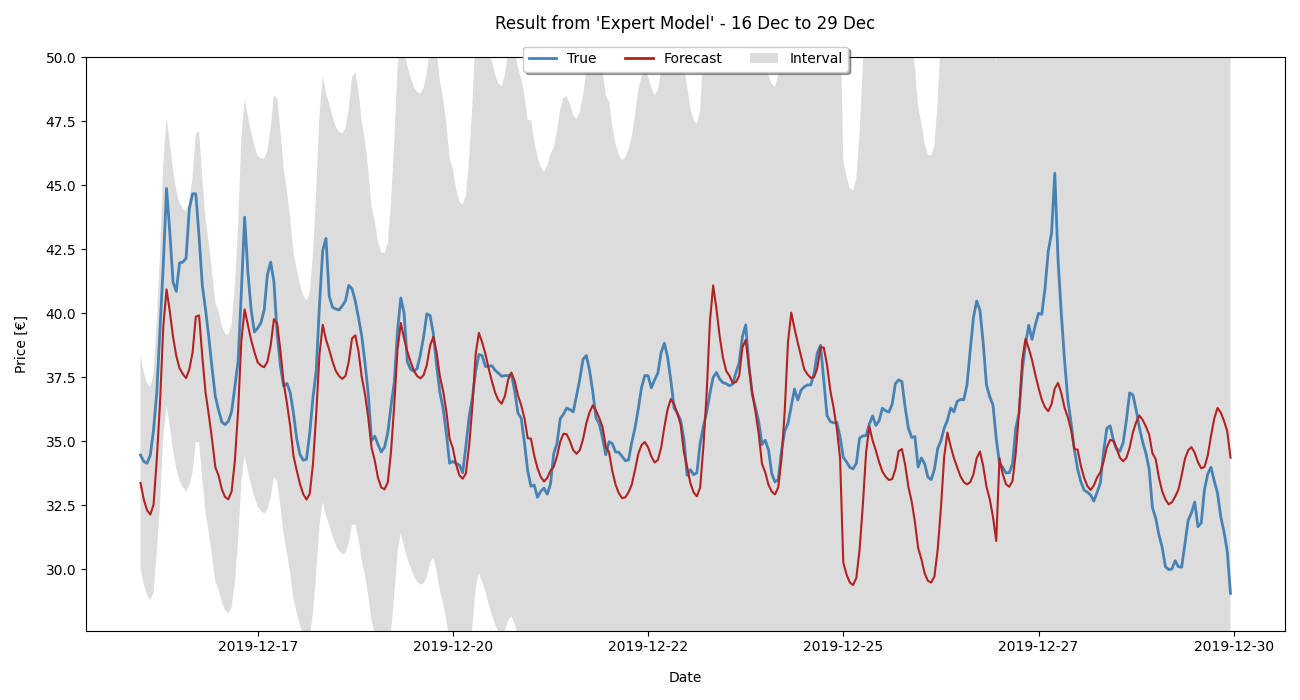 Result from 'Expert Model' - 16 Dec to 29 Dec
True Forecast Interval
50.0
47.5
45.0
42.5
40.0
37.5
35.0
32.5
30.0
Price [€]
2019-12-17 2019-12-20 2019-12-22 2019-12-25 2019-12-27 2019-12-30
Date